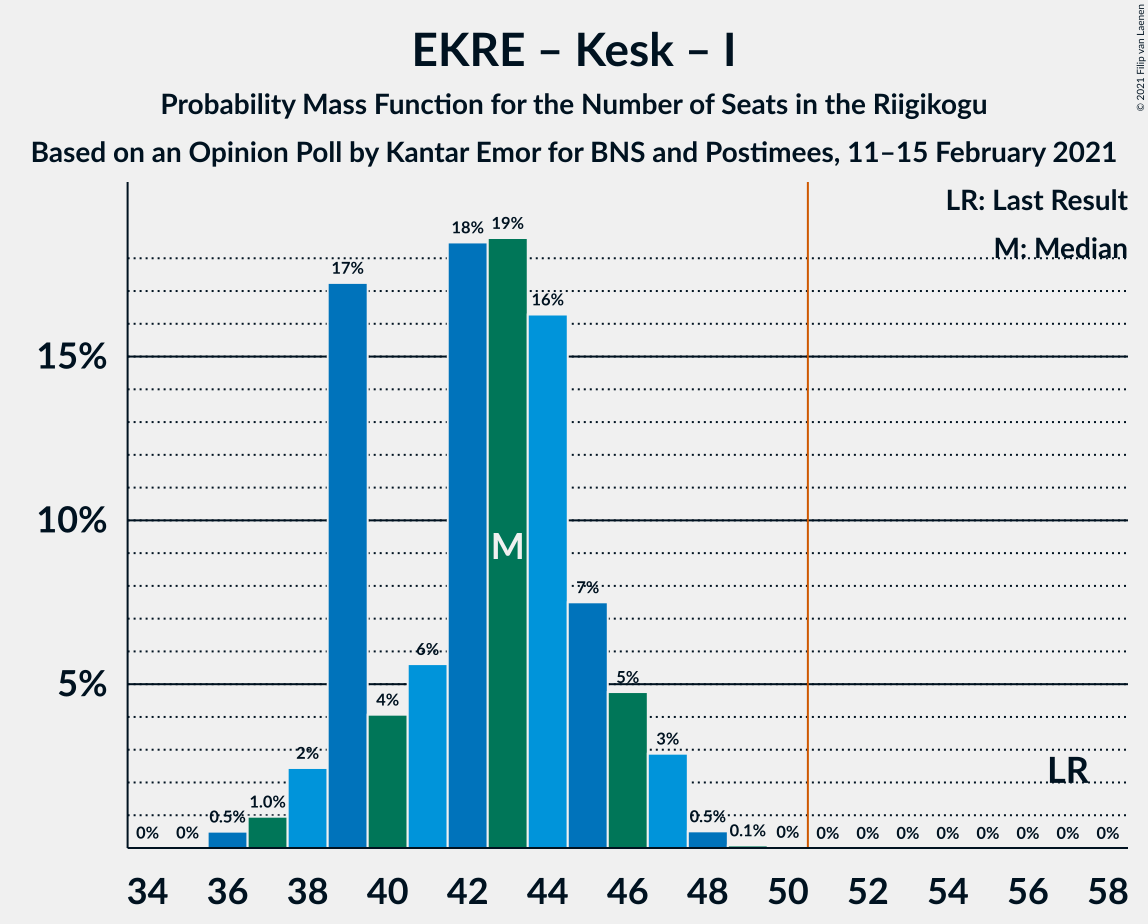 EKRE – Kesk – I
Probability Mass Function for the Number of Seats in the Riigikogu
Based on an Opinion Poll by Kantar Emor for BNS and Postimees, 11–15 February 2021
© 2021 Filip van Laenen
LR: Last Result
M: Median
15%
10%
5%
0% 0% 0.5% 1.0% 2% 17% 4% 6% 18% 19% 16% 7% 5% 3% 0.5% 0.1% 0% 0% 0% 0% 0% 0% 0% 0% 0%
M
LR
34 36 38 40 42 44 46 48 50 52 54 56 58